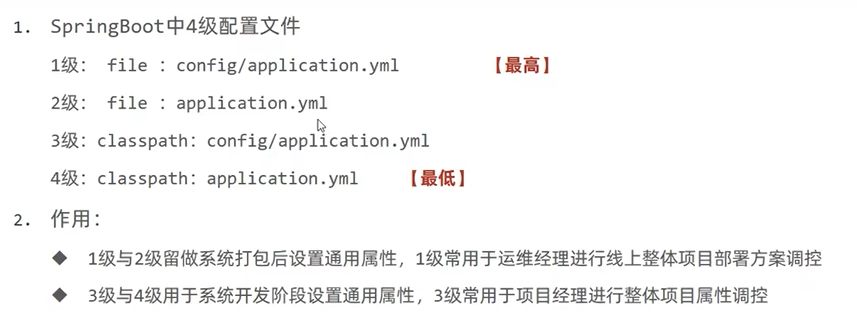 1. SpringBoot中4级配置文件
1级： file ：config/application.yml 【最高】
2级： file ：application.yml
3级：classpath：config/application.yml
4级：classpath：application.yml 【最低】
2. 作用：
◆ 1级与2级留做系统打包后设置通用属性，1级常用于运维经理进行线上整体项目部署方案调控
◆ 3级与4级用于系统开发阶段设置通用属性，3级常用于项目经理进行整体项目属性调控